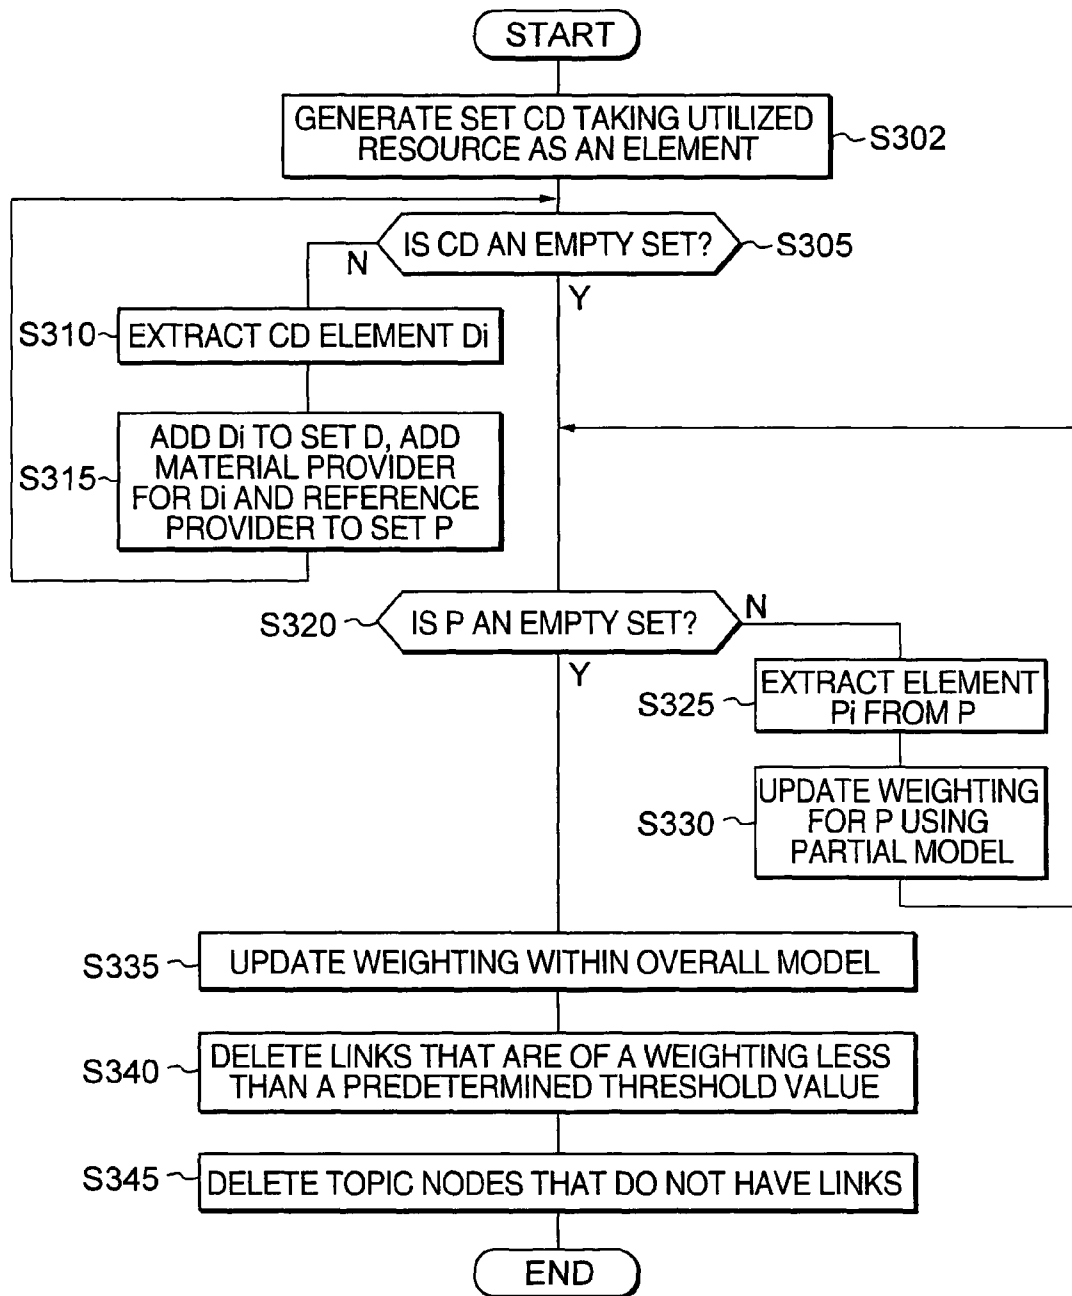 START
GENERATE SET CD TAKING UTILIZED
RESOURCE AS AN ELEMENT
S302
IS CD AN EMPTY SET?
S305
N
Y
S310
EXTRACT CD ELEMENT Di
S315
ADD Di TO SET D, ADD
MATERIAL PROVIDER
FOR Di AND REFERENCE
PROVIDER TO SET P
S320
IS P AN EMPTY SET?
N
Y
S325
EXTRACT ELEMENT
Pi FROM P
S330
UPDATE WEIGHTING
FOR P USING
PARTIAL MODEL
S335
UPDATE WEIGHTING WITHIN OVERALL MODEL
S340
DELETE LINKS THAT ARE OF A WEIGHTING LESS
THAN A PREDETERMINED THRESHOLD VALUE
S345
DELETE TOPIC NODES THAT DO NOT HAVE LINKS
END